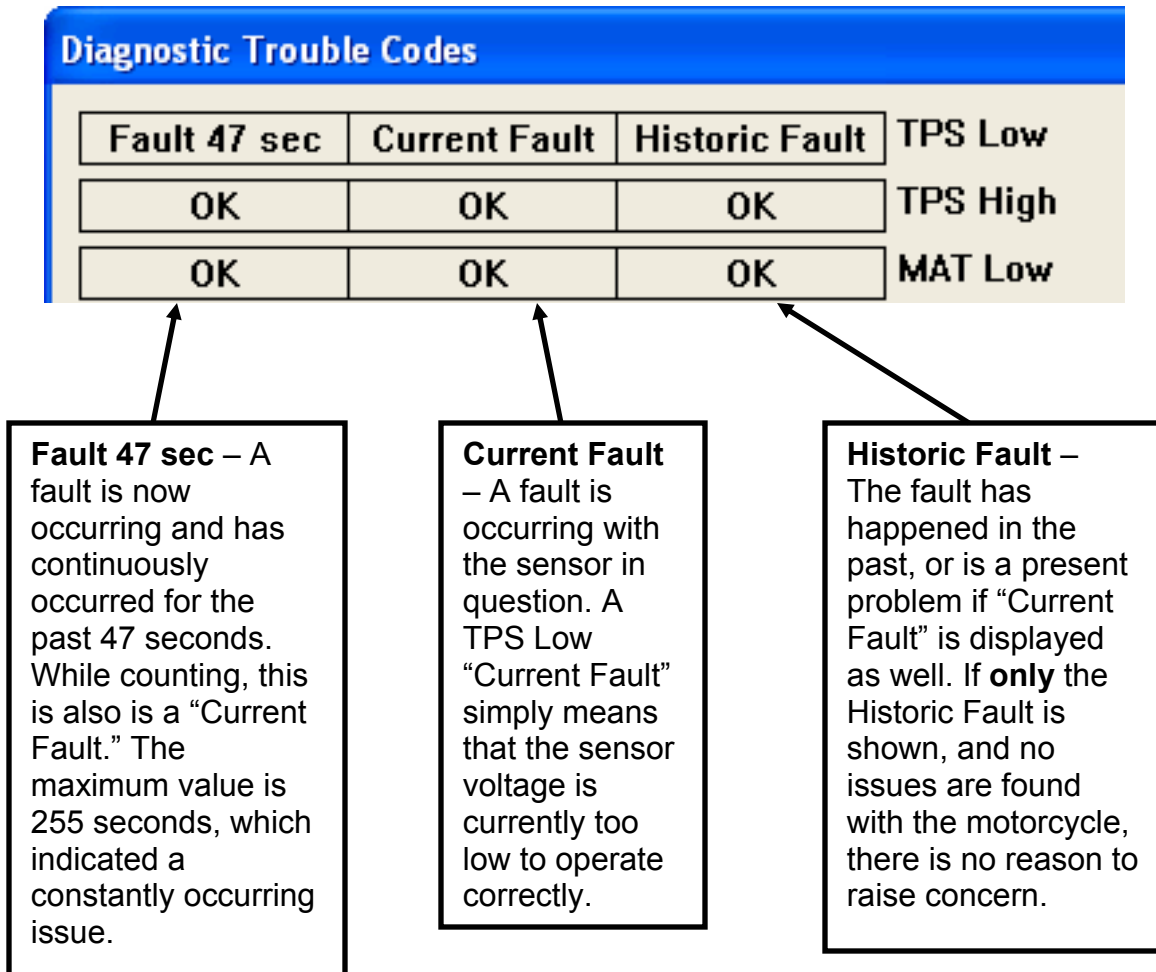 Diagnostic Trouble Codes
Fault 47 sec Current Fault Historic Fault TPS Low
OK OK OK TPS High
OK OK OK MAT Low
Fault 47 sec – A
fault is now
occurring and has
continuously
occurred for the
past 47 seconds.
While counting, this
is also is a “Current
Fault.” The
maximum value is
255 seconds, which
indicated a
constantly occurring
issue.
Current Fault
– A fault is
occurring with
the sensor in
question. A
TPS Low
“Current Fault”
simply means
that the sensor
voltage is
currently too
low to operate
correctly.
Historic Fault –
The fault has
happened in the
past, or is a present
problem if “Current
Fault” is displayed
as well. If only the
Historic Fault is
shown, and no
issues are found
with the motorcycle,
there is no reason to
raise concern.